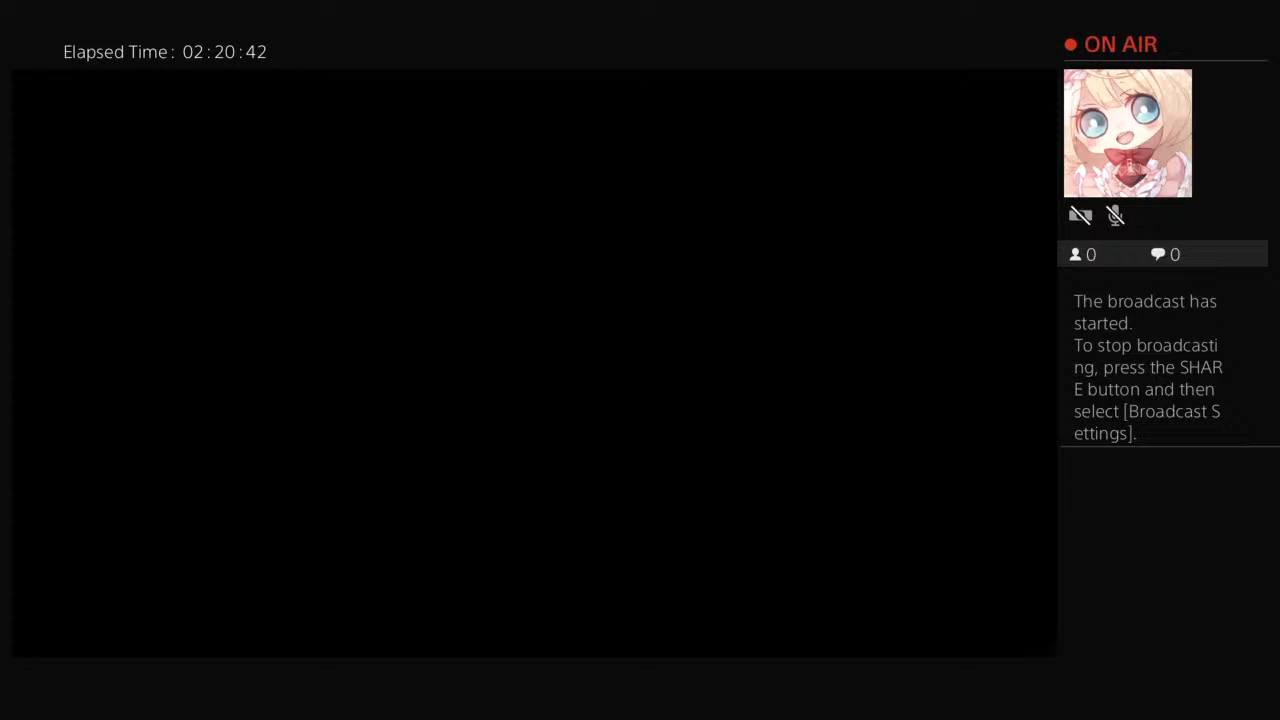 Elapsed Time: 02:20:42
ON AIR
0 0
The broadcast has
started.
To stop broadcasti
ng, press the SHAR
E button and then
select [Broadcast S
ettings].